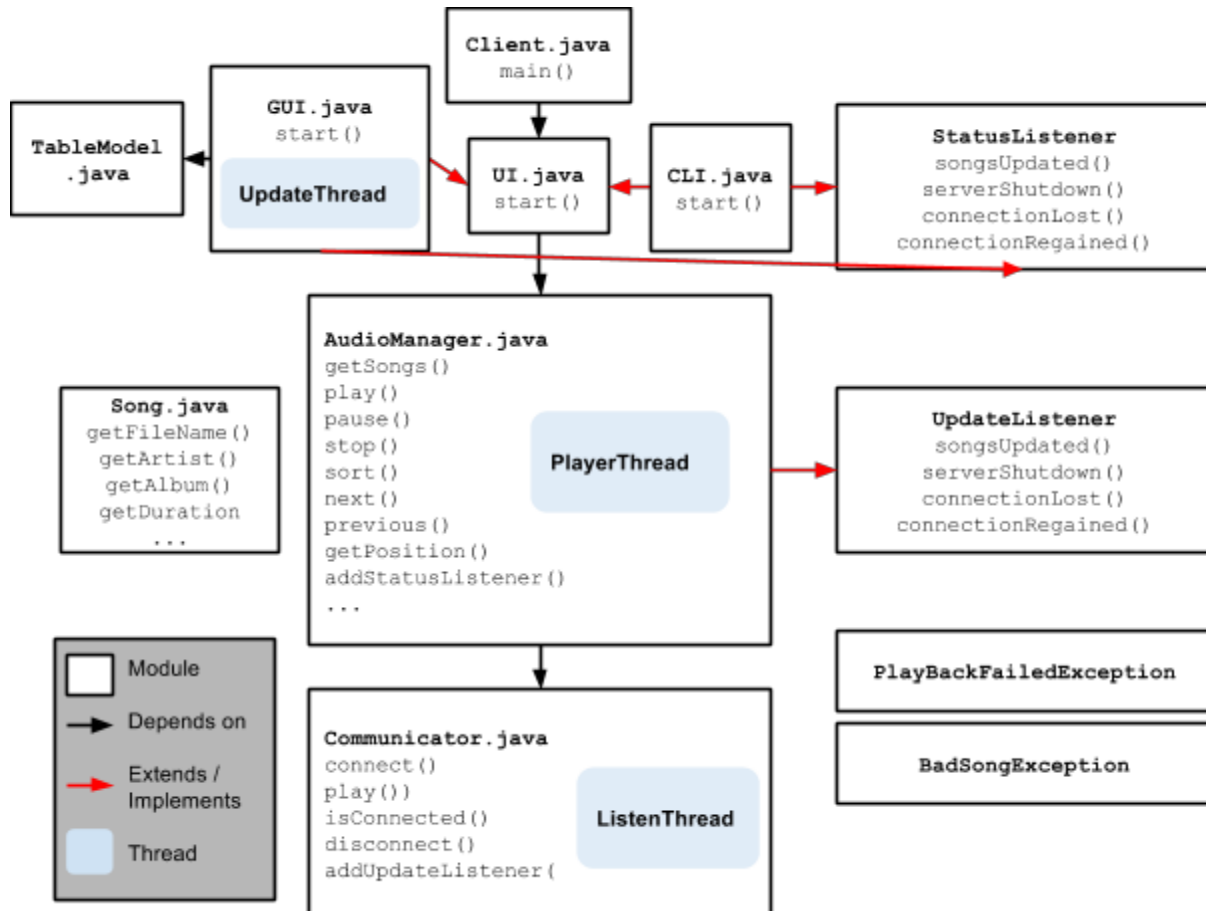 Client.java
main()
GUI.java
start()
UpdateThread
TableModel
.java
UI.java
start()
CLI.java
start()
StatusListener
songsUpdated()
serverShutdown()
connectionLost()
connectionRegained()
AudioManager.java
getSongs()
play()
pause()
stop()
sort()
next()
previous()
getPosition()
addStatusListener()
...
PlayerThread
Song.java
getFileName()
getArtist()
getAlbum()
getDuration
...
UpdateListener
songsUpdated()
serverShutdown()
connectionLost()
connectionRegained()
Module
Depends on
Extends /
Implements
Thread
Communicator.java
connect()
play())
isConnected()
disconnect()
addUpdateListener(
ListenThread
PlayBackFailedException
BadSongException